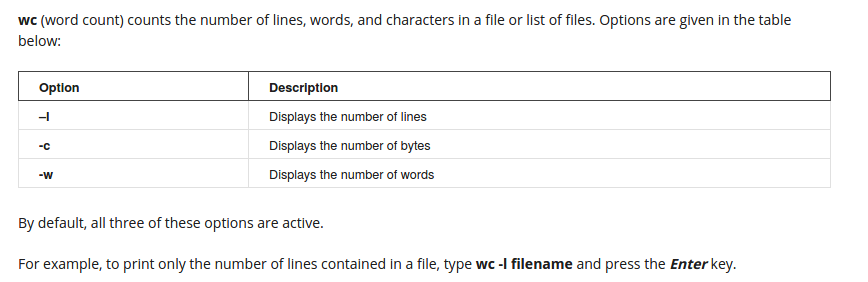 wc (word count) counts the number of lines, words, and characters in a file or list of files. Options are given in the table
below:
Option Description
–l Displays the number of lines
-c Displays the number of bytes
-w Displays the number of words
By default, all three of these options are active.
For example, to print only the number of lines contained in a file, type wc -l filename and press the Enter key.